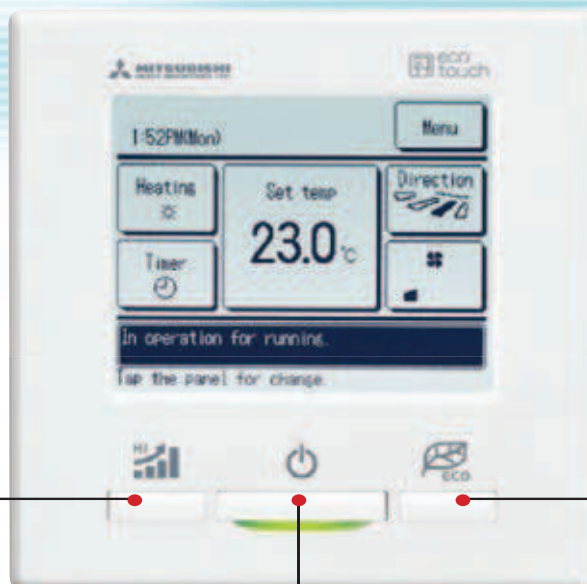 MITSUBISHI
eco
touch
1:52PM(Mon)
Menu
Heating
Set temp
Direction
23.0℃
Timer
In operation for running.
Tap the panel for change.
HI
ECO